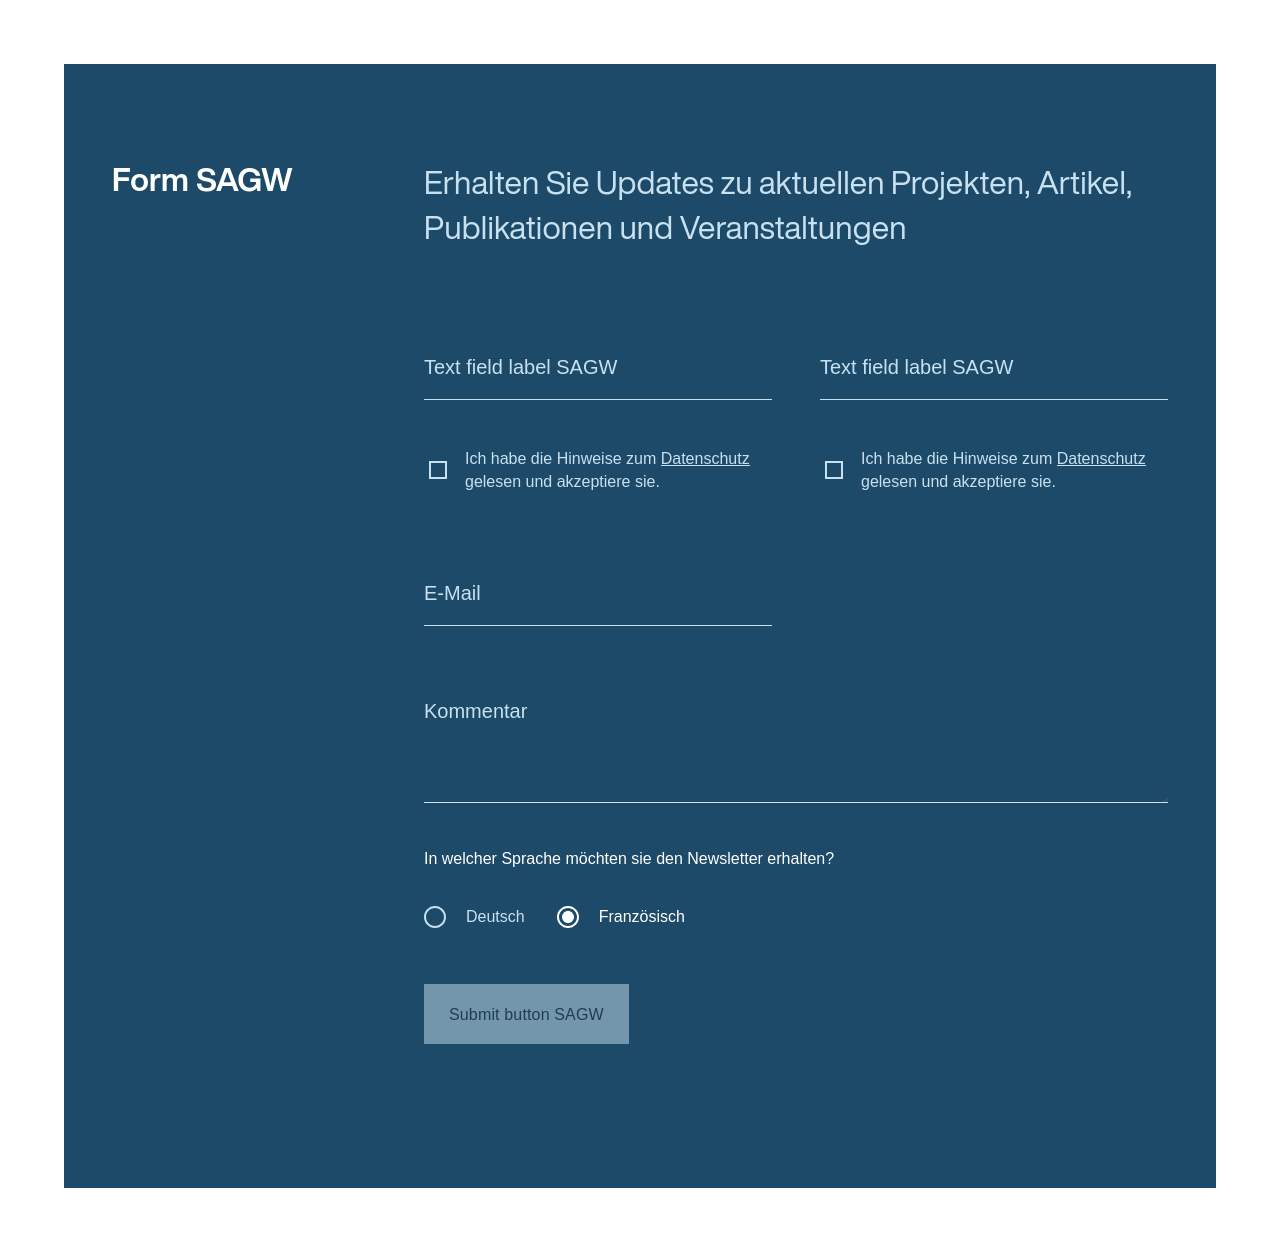 Form SAGW
Erhalten Sie Updates zu aktuellen Projekten, Artikel,
Publikationen und Veranstaltungen
Text field label SAGW
Text field label SAGW
Ich habe die Hinweise zum Datenschutz
gelesen und akzeptiere sie.
Ich habe die Hinweise zum Datenschutz
gelesen und akzeptiere sie.
E-Mail
Kommentar
In welcher Sprache möchten sie den Newsletter erhalten?
Deutsch
Französisch
Submit button SAGW